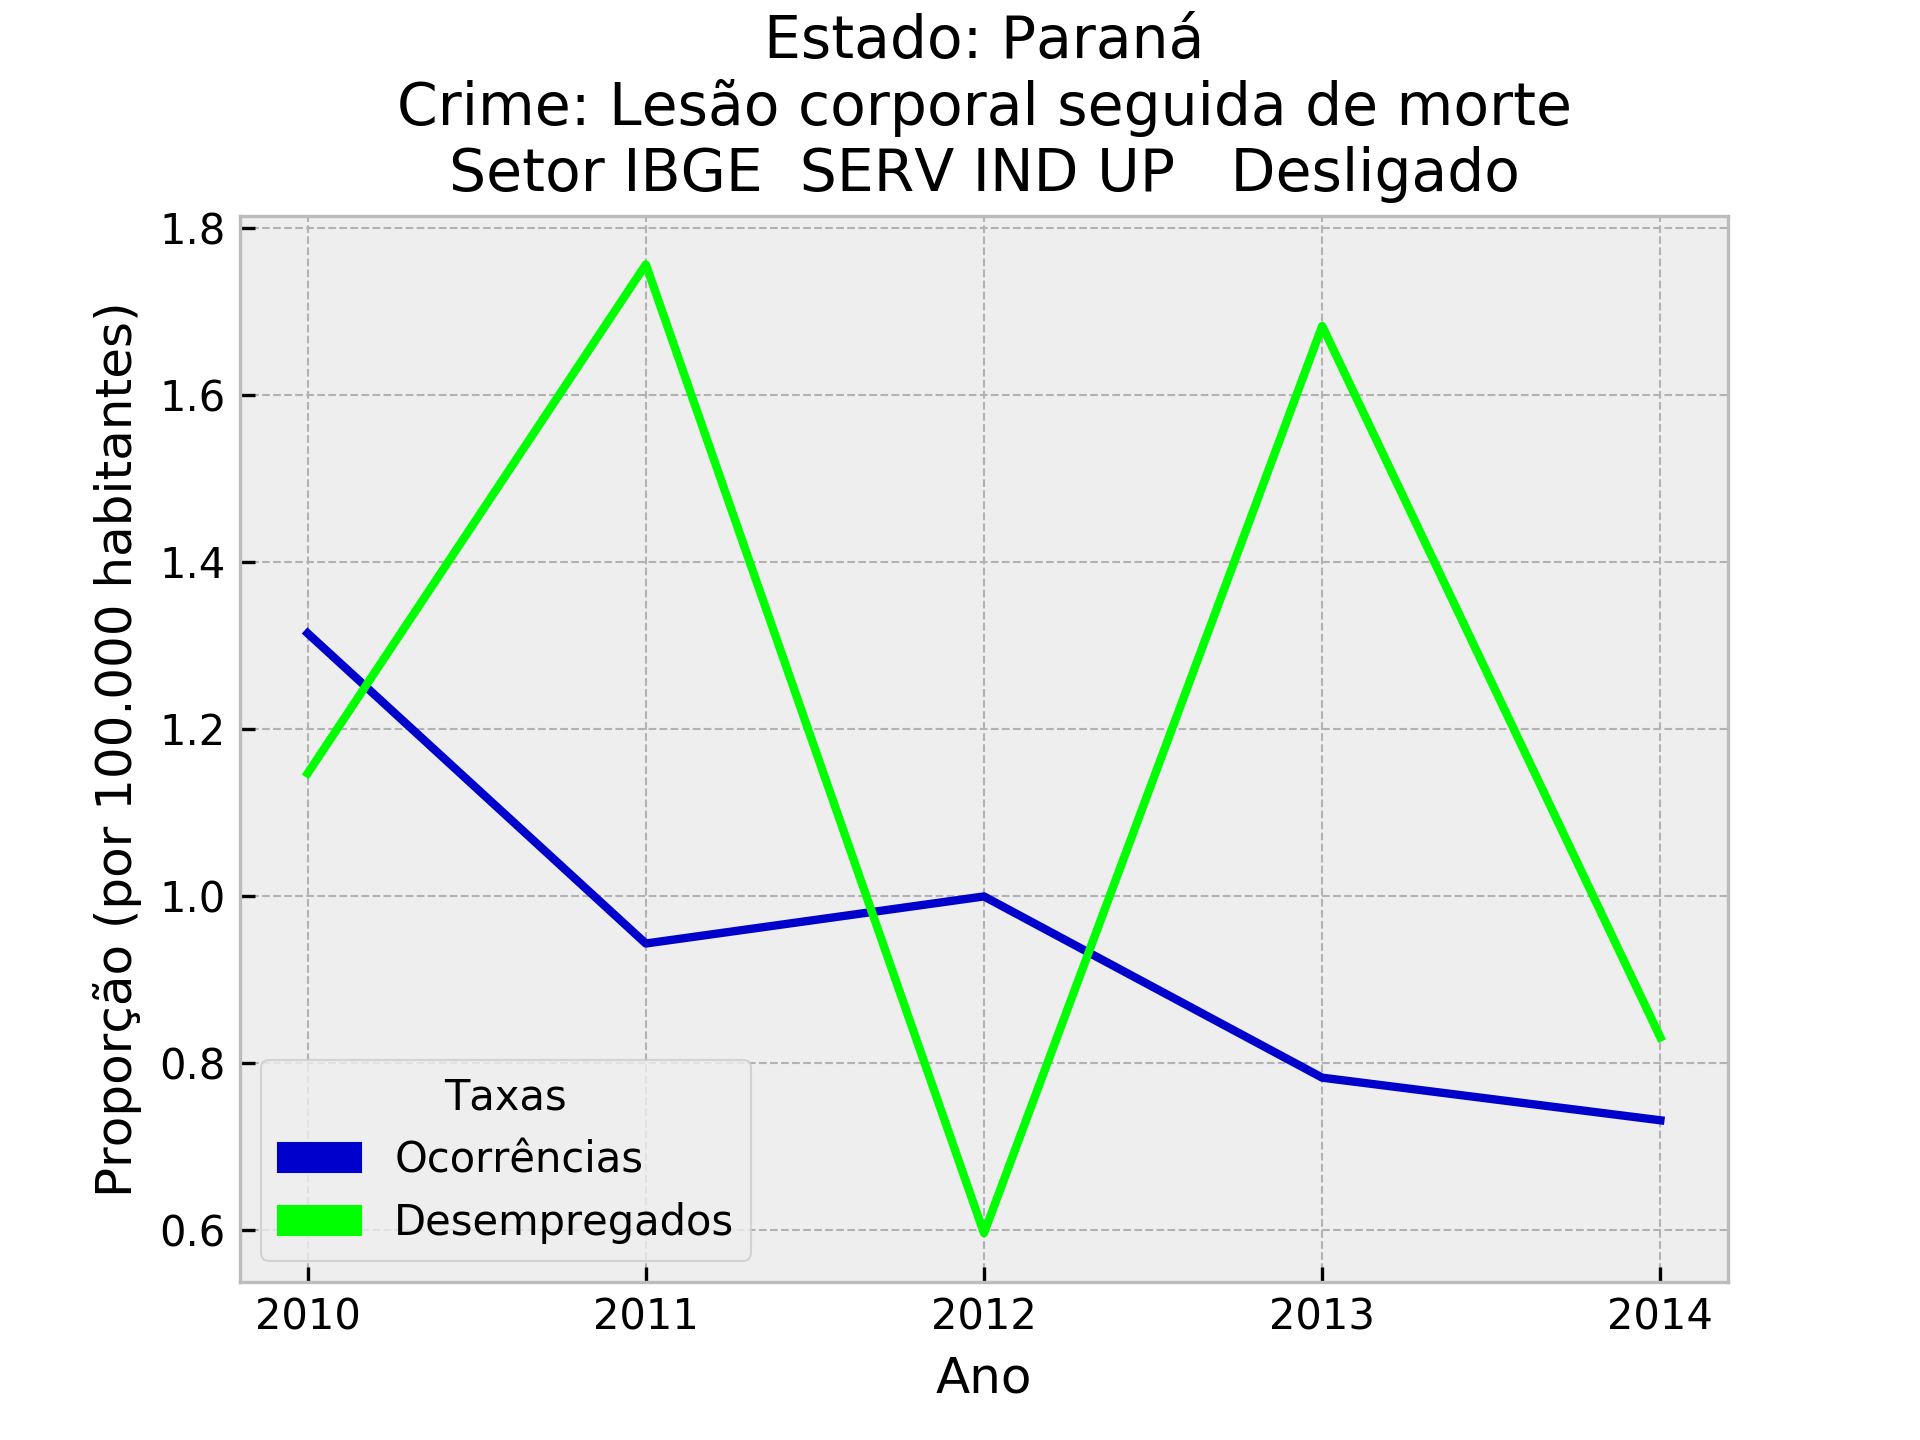 Estado: Paraná
Crime: Lesão corporal seguida de morte
Setor IBGE  SERV IND UP   Desligado
Proporção (por 100.000 habitantes)
1.8
1.6
1.4
1.2
1.0
0.8
0.6
Taxas
Ocorrências
Desempregados
2010 2011 2012 2013 2014
Ano